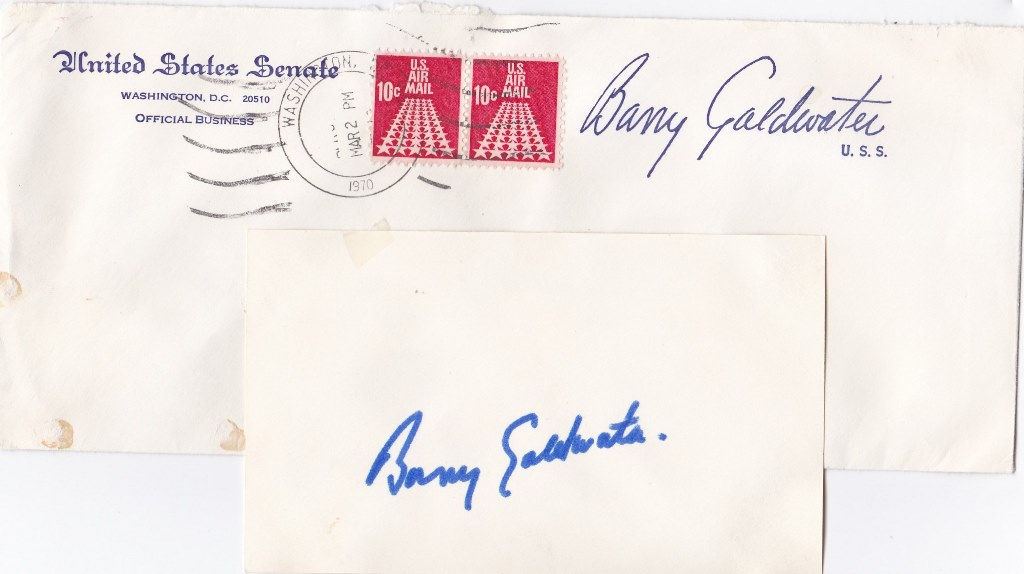 United States Senate
WASHINGTON, D.C. 20510
OFFICIAL BUSINESS
WASHINGTON,
MAR 2 PM
1970
U.S.
AIR
MAIL
10c
U.S.
AIR
MAIL
10c
Barry Goldwater
U. S. S.
Barry Goldwater.